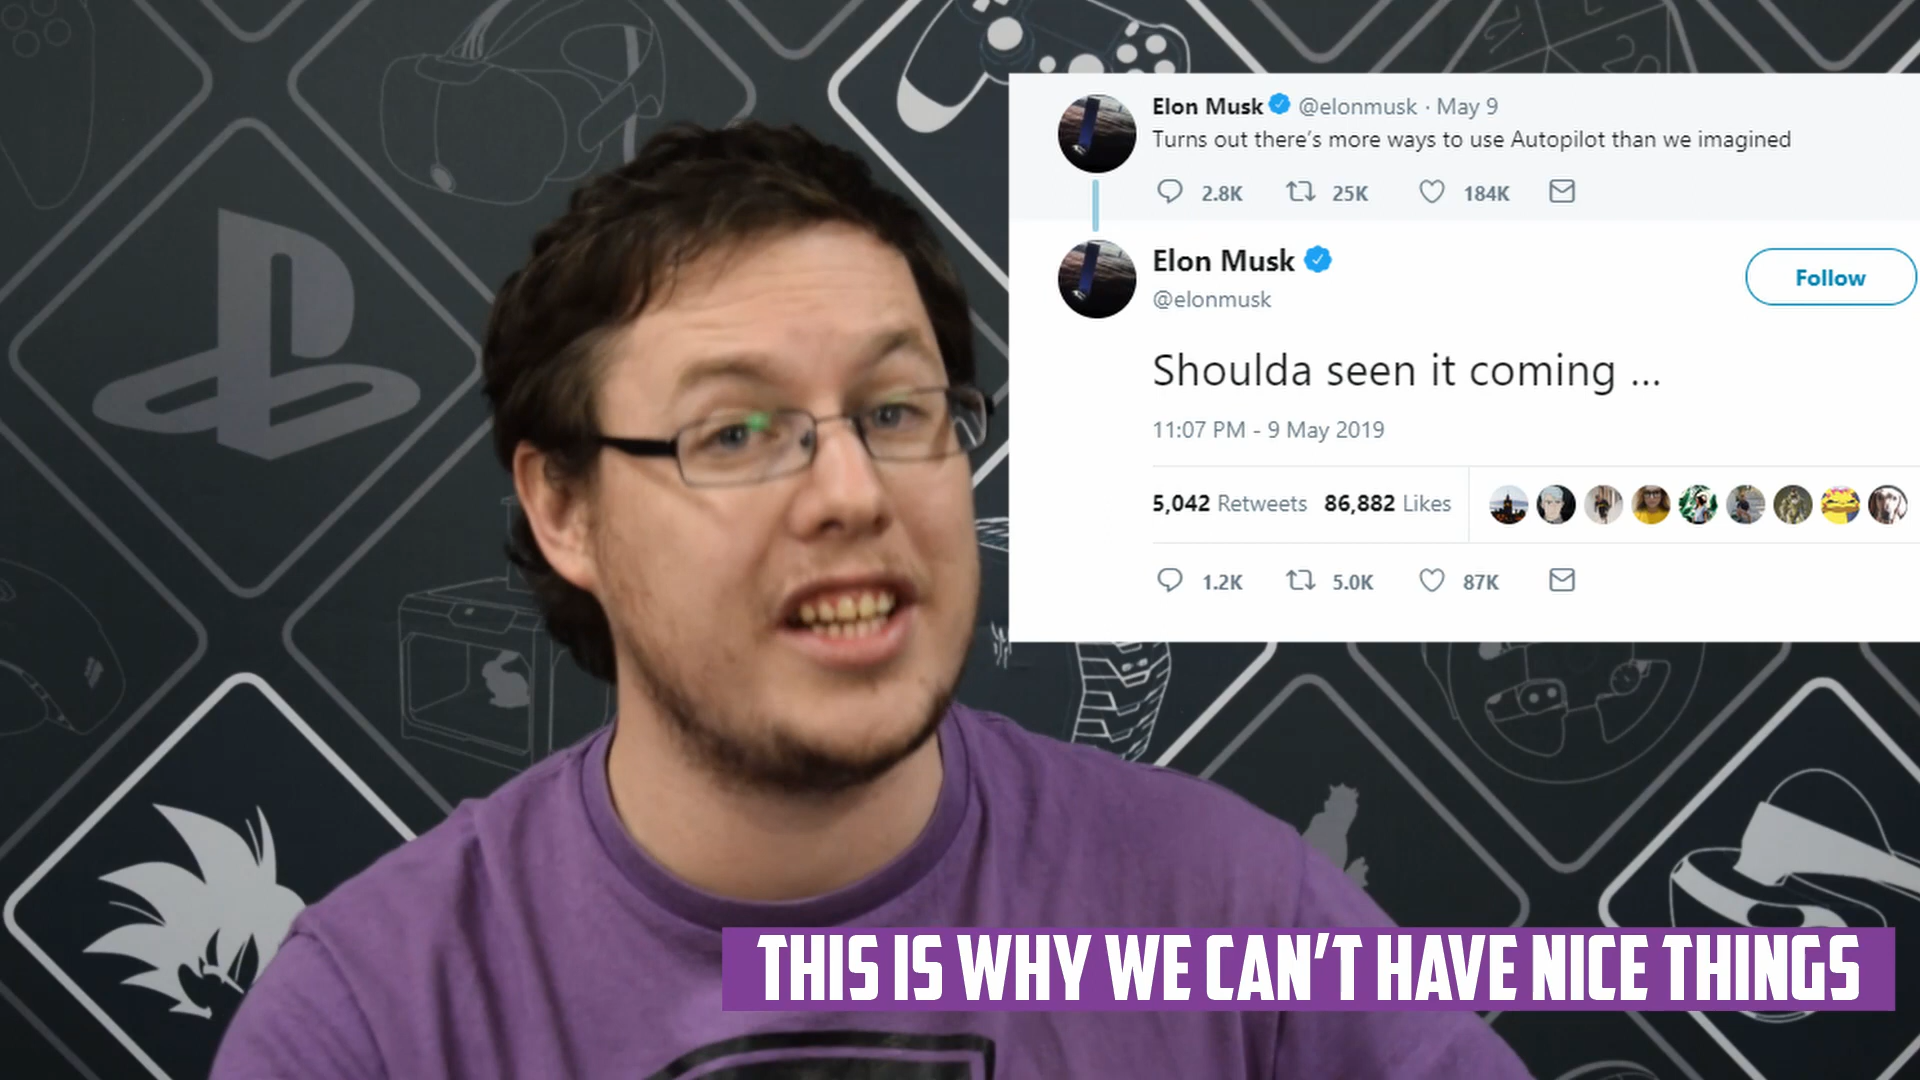 Elon Musk @elonmusk · May 9
Turns out there's more ways to use Autopilot than we imagined
2.8K 25K 184K
Elon Musk
@elonmusk
Follow
Shoulda seen it coming ...
11:07 PM - 9 May 2019
5,042 Retweets 86,882 Likes
1.2K 5.0K 87K
THIS IS WHY WE CAN'T HAVE NICE THINGS